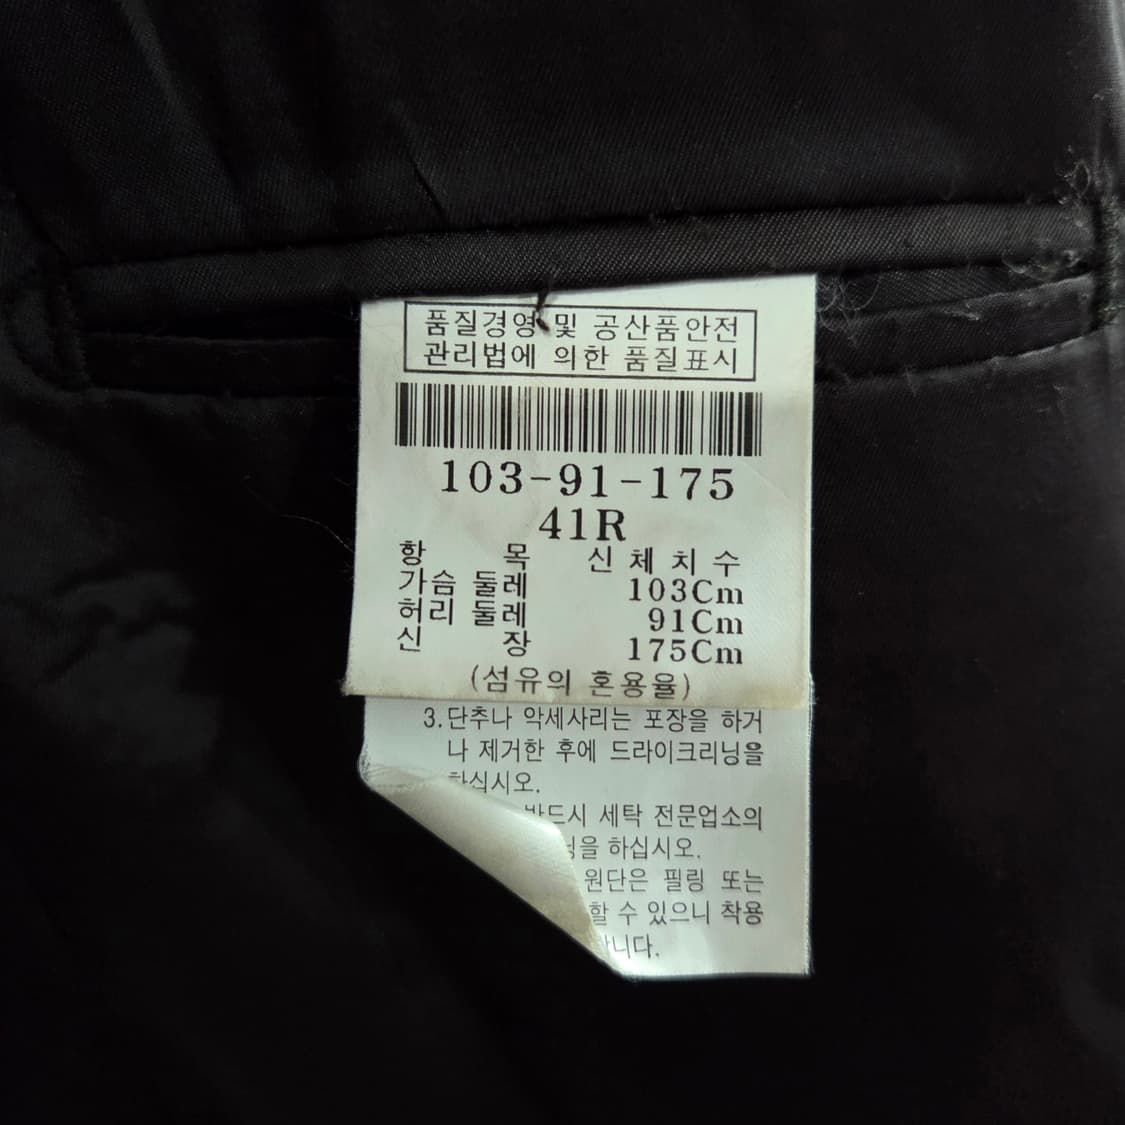 품질경영 및 공산품안전
관리법에 의한 품질표시
103-91-175
41R
항 목 신 체 치 수
가슴 둘레 103Cm
허리 둘레 91Cm
신 장 175Cm
(섬유의 혼용율)
3. 단추나 악세사리는 포장을 하거
나 제거한 후에 드라이크리닝을
하십시오.
반드시 세탁 전문업소의
을 하십시오.
원단은 필링 또는
할 수 있으니 착용